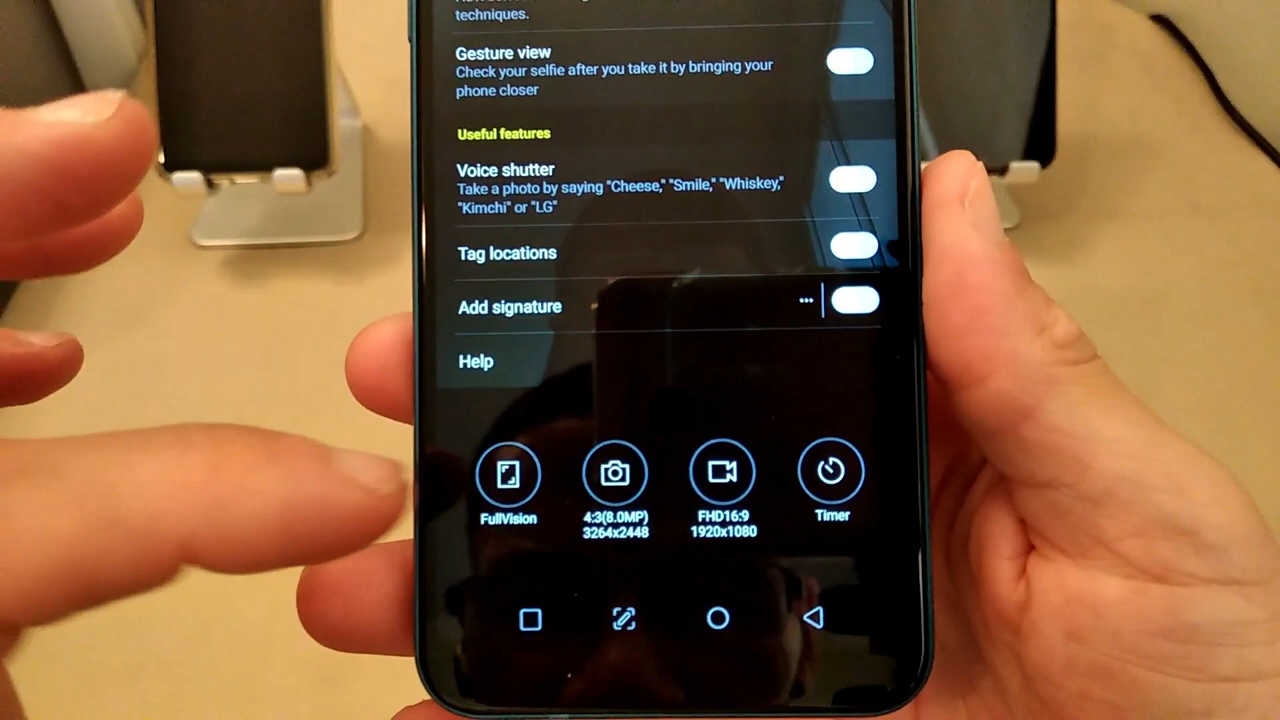 techniques.
Gesture view
Check your selfie after you take it by bringing your
phone closer
Useful features
Voice shutter
Take a photo by saying "Cheese," "Smile," "Whiskey,"
"Kimchi" or "LG"
Tag locations
Add signature
Help
FullVision
4:3(8.0MP)
3264x2448
FHD16:9
1920x1080
Timer